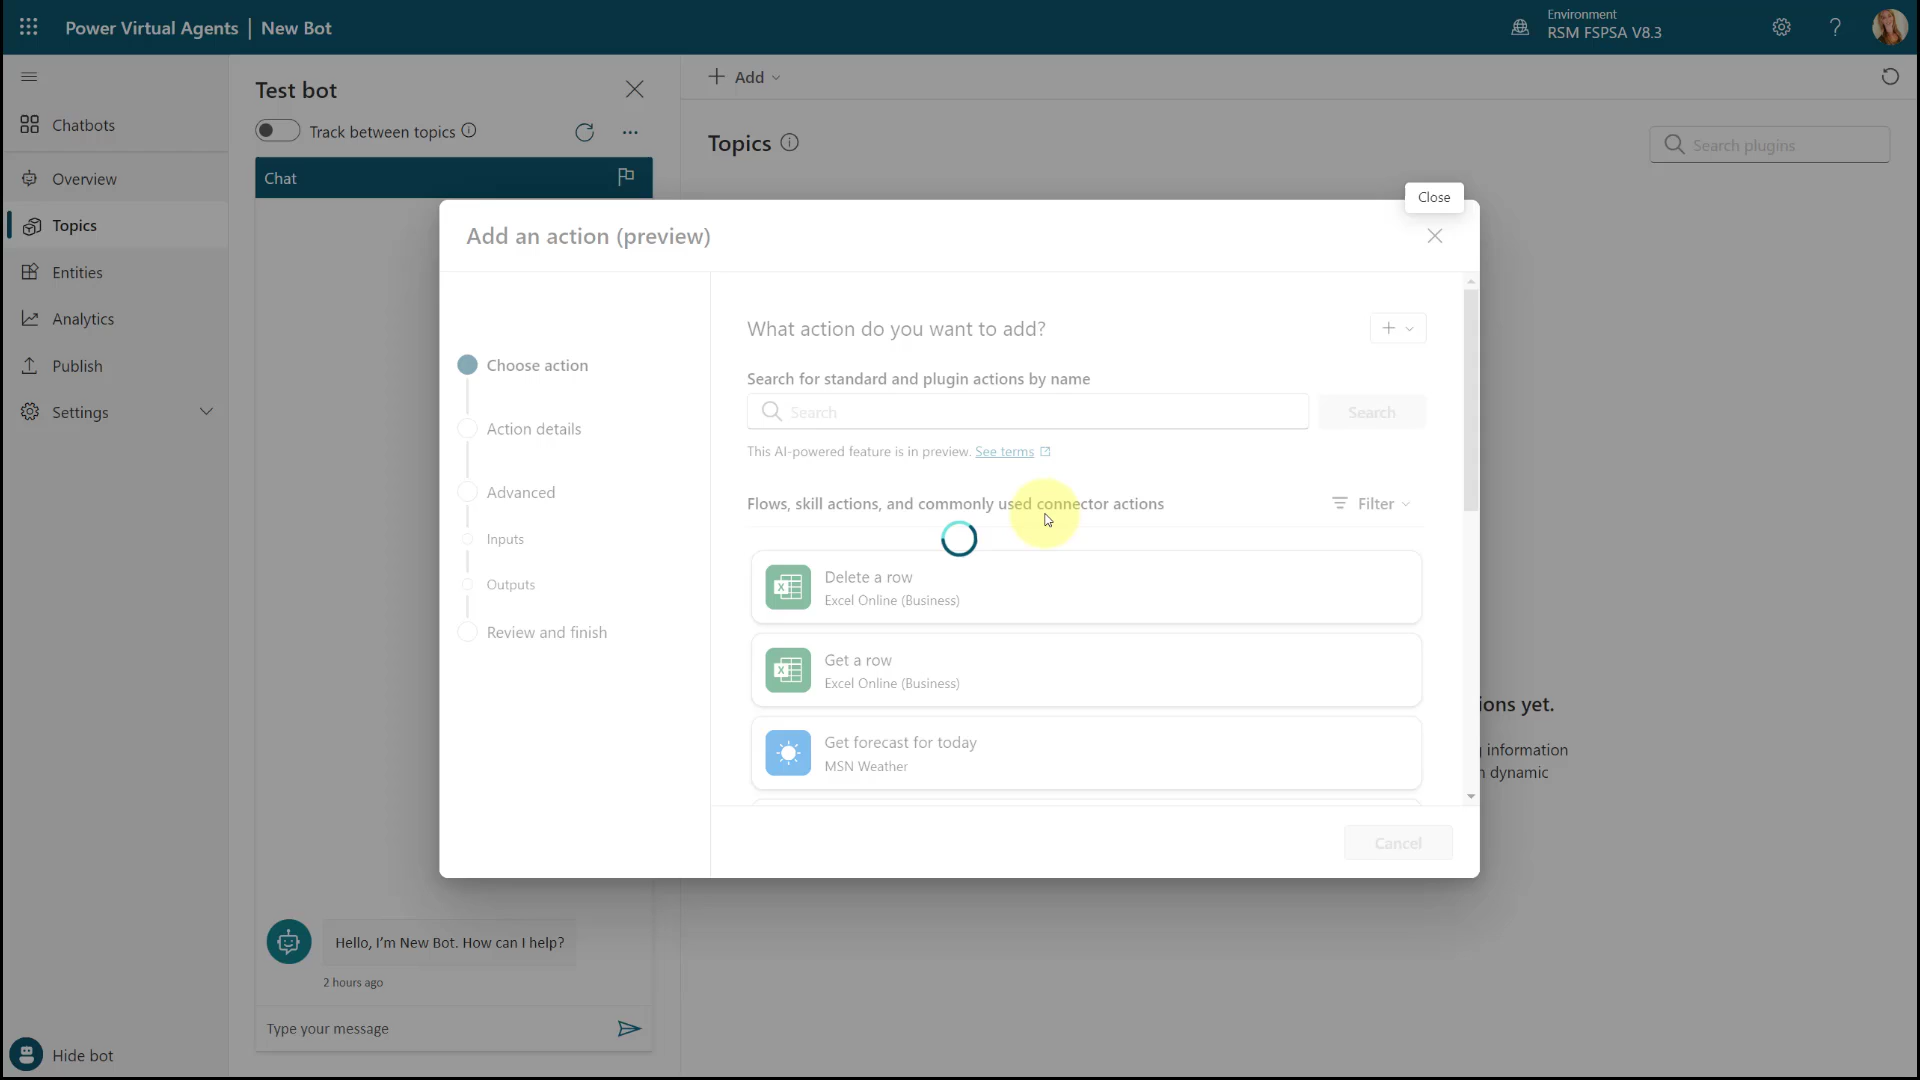 Power Virtual Agents | New Bot
Environment
RSM FSPSA V8.3
Chatbots
Overview
Topics
Entities
Analytics
Publish
Settings
Hide bot
Test bot
Track between topics
Chat
Hello, I'm New Bot. How can I help?
2 hours ago
Type your message
Add
Topics
Search plugins
Close
Add an action (preview)
Choose action
Action details
Advanced
Inputs
Outputs
Review and finish
What action do you want to add?
Search for standard and plugin actions by name
Search
Search
This AI-powered feature is in preview. See terms
Flows, skill actions, and commonly used connector actions
Filter
Delete a row
Excel Online (Business)
Get a row
Excel Online (Business)
Get forecast for today
MSN Weather
Cancel
ions yet.
information
dynamic